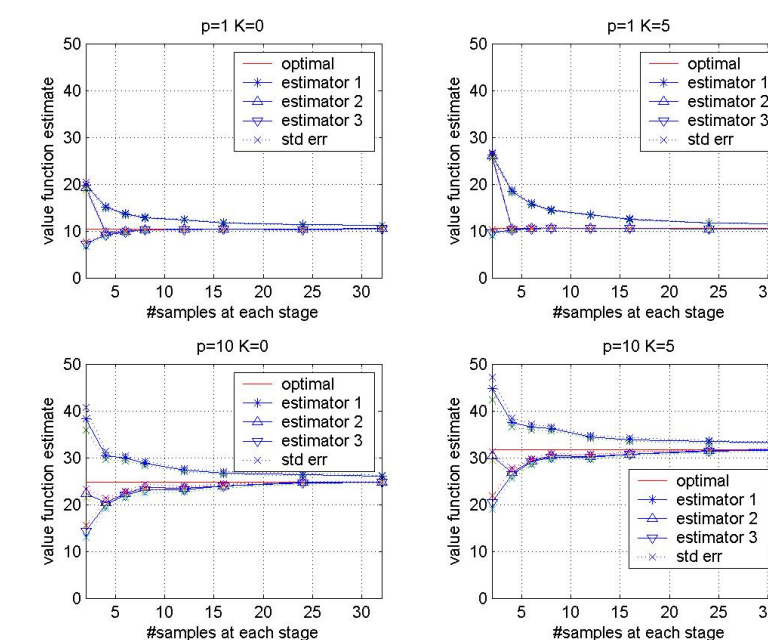 p=1 K=0
50
40
30
20
10
0
value function estimate
optimal
estimator 1
estimator 2
estimator 3
std err
5 10 15 20 25 30
#samples at each stage
p=1 K=5
50
40
30
20
10
0
value function estimate
optimal
estimator 1
estimator 2
estimator 3
std err
5 10 15 20 25 3
#samples at each stage
p=10 K=0
50
40
30
20
10
0
value function estimate
optimal
estimator 1
estimator 2
estimator 3
std err
5 10 15 20 25 30
#samples at each stage
p=10 K=5
50
40
30
20
10
0
value function estimate
optimal
estimator 1
estimator 2
estimator 3
std err
5 10 15 20 25 3
#samples at each stage